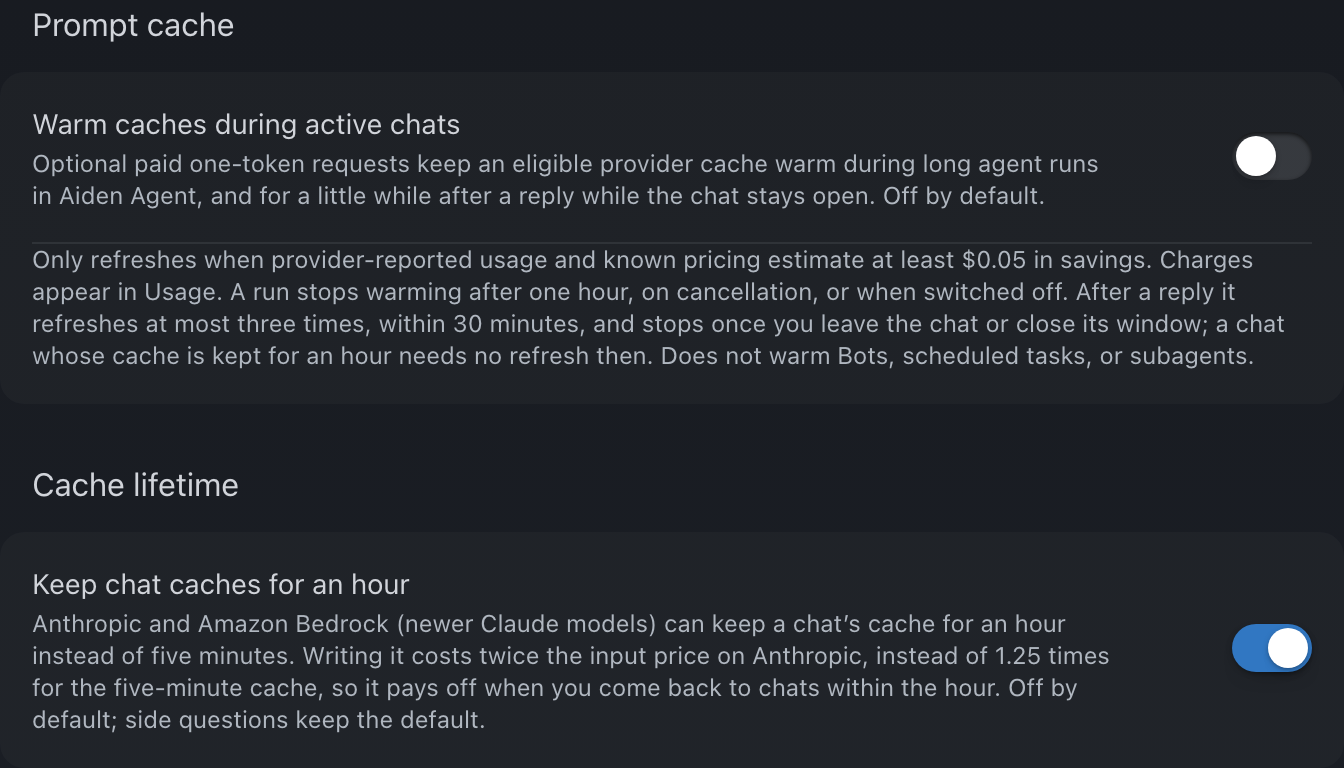 Prompt cache
Warm caches during active chats
Optional paid one-token requests keep an eligible provider cache warm during long agent runs
in Aiden Agent, and for a little while after a reply while the chat stays open. Off by default.
Only refreshes when provider-reported usage and known pricing estimate at least $0.05 in savings. Charges
appear in Usage. A run stops warming after one hour, on cancellation, or when switched off. After a reply it
refreshes at most three times, within 30 minutes, and stops once you leave the chat or close its window; a chat
whose cache is kept for an hour needs no refresh then. Does not warm Bots, scheduled tasks, or subagents.
Cache lifetime
Keep chat caches for an hour
Anthropic and Amazon Bedrock (newer Claude models) can keep a chat’s cache for an hour
instead of five minutes. Writing it costs twice the input price on Anthropic, instead of 1.25 times
for the five-minute cache, so it pays off when you come back to chats within the hour. Off by
default; side questions keep the default.